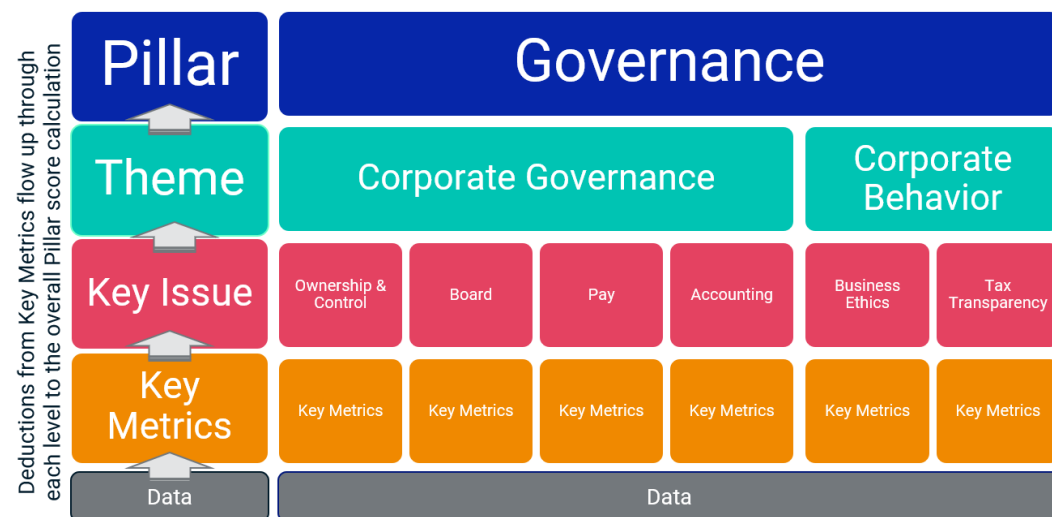 Deductions from Key Metrics flow up through
each level to the overall Pillar score calculation
Pillar
Governance
Theme
Corporate Governance
Corporate
Behavior
Key Issue
Ownership &
Control
Board
Pay
Accounting
Business
Ethics
Tax
Transparency
Key
Metrics
Key Metrics
Key Metrics
Key Metrics
Key Metrics
Key Metrics
Key Metrics
Data
Data